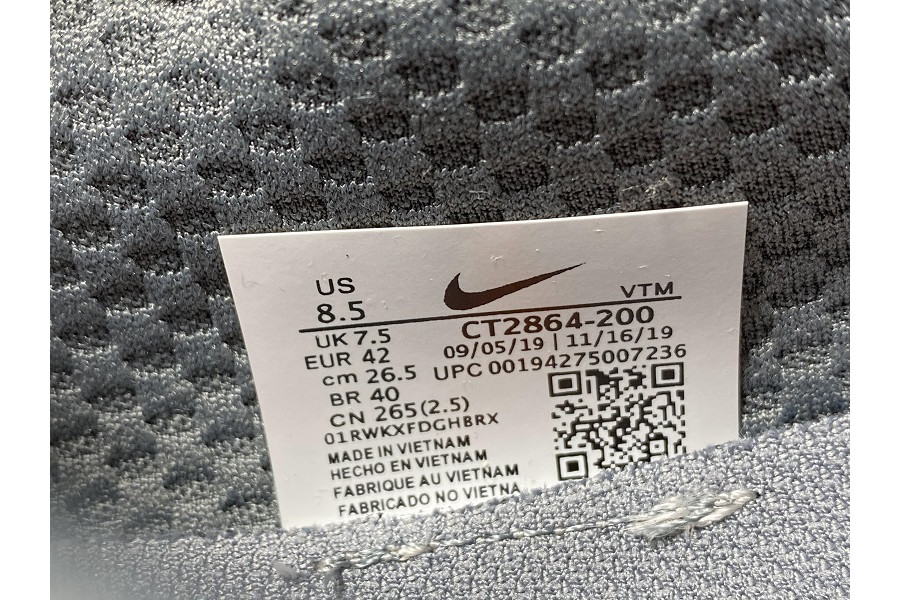 US
8.5
VTM
CT2864-200
UK 7.5
09/05/19 | 11/16/19
EUR 42
UPC 00194275007236
cm 26.5
BR 40
CN 265(2.5)
01RWKXFDGHBRX
MADE IN VIETNAM
HECHO EN VIETNAM
FABRIQUE AU VIETNAM
FABRICADO NO VIETNA